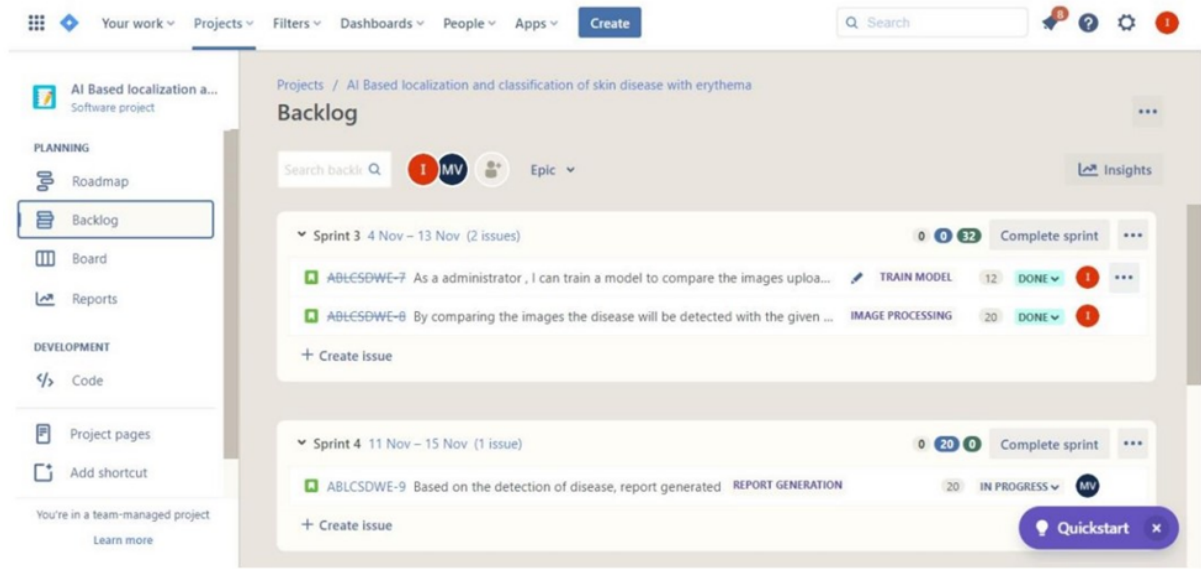 Your work Projects Filters Dashboards People Apps Create Search 8 ? I
AI Based localization a...
Software project
PLANNING
Roadmap
Backlog
Board
Reports
DEVELOPMENT
Code
Project pages
Add shortcut
You're in a team-managed project
Learn more
Projects / AI Based localization and classification of skin disease with erythema
Backlog
Search backlo I MV Epic Insights
Sprint 3 4 Nov – 13 Nov (2 issues) 0 0 32 Complete sprint
ABLCSDWE-7 As a administrator , I can train a model to compare the images uploa... TRAIN MODEL 12 DONE I
ABLCSDWE-8 By comparing the images the disease will be detected with the given ... IMAGE PROCESSING 20 DONE I
+ Create issue
Sprint 4 11 Nov – 15 Nov (1 issue) 0 20 0 Complete sprint
ABLCSDWE-9 Based on the detection of disease, report generated REPORT GENERATION 20 IN PROGRESS MV
+ Create issue
Quickstart ×